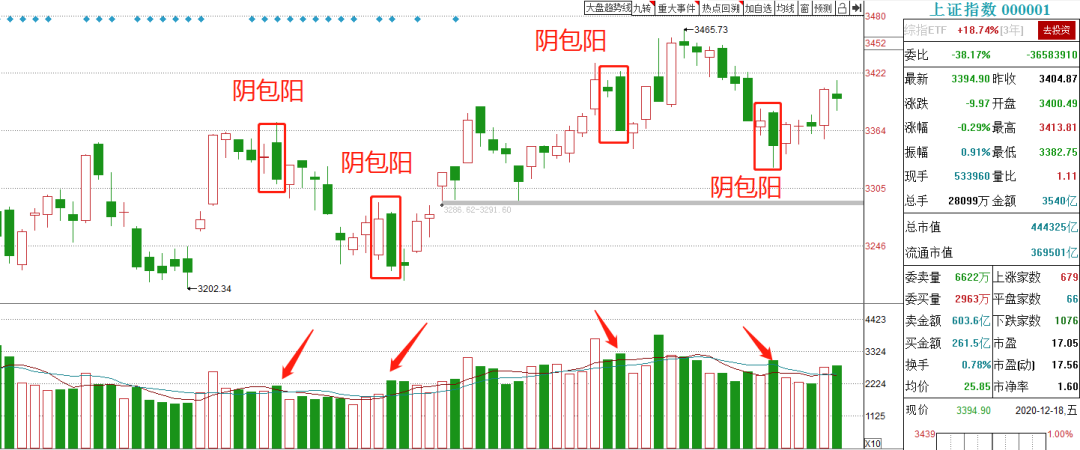 大盘趋势线 九转 重大事件 热点回溯 加自选 均线 窗 预测
3480
3452
3422
3364
3305
3246
阴包阳
阴包阳
阴包阳
阴包阳
3465.73
3286.62-3291.60
3202.34
4423
3324
2224
1125
X10
上证指数 000001
综指ETF +18.74%[3年] 去投资
委比 -38.17% -36583910
最新 3394.90 昨收 3404.87
涨跌 -9.97 开盘 3400.49
涨幅 -0.29% 最高 3413.81
振幅 0.91% 最低 3382.75
现手 533960 量比 1.11
总手 28099万 金额 3540亿
总市值 444325亿
流通市值 369501亿
委卖量 6622万 上涨家数 679
委买量 2963万 平盘家数 66
卖金额 603.6亿 下跌家数 1076
买金额 261.5亿 市盈 17.05
换手 0.78% 市盈(动) 17.56
均价 25.85 市净率 1.60
现价 3394.90 2020-12-18,五
3439 1.00%